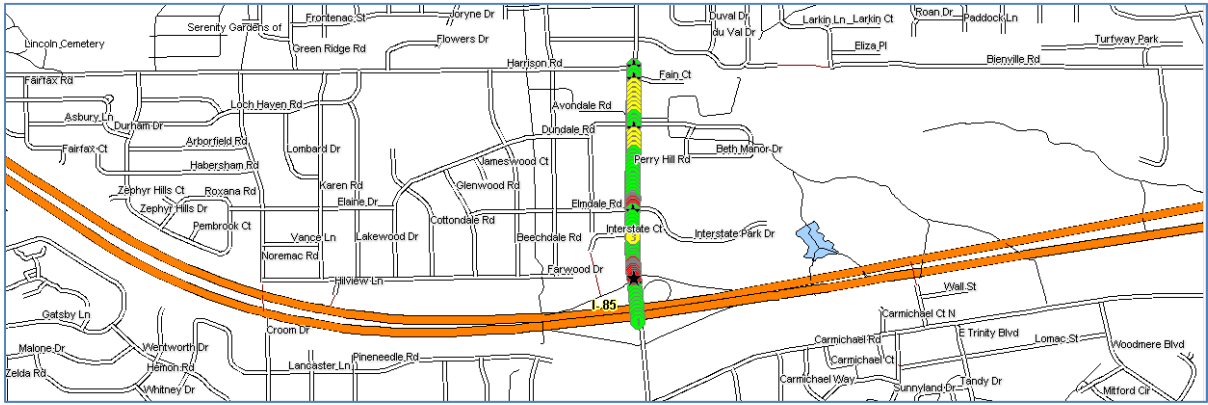 Frontenac St
Joryne Dr
Duval Dr
Larkin Ln
Larkin Ct
Roan Dr
Paddock Ln
Serenity Gardens of
du Val Dr
Lincoln Cemetery
Green Ridge Rd
Flowers Dr
Eliza Pl
Turfway Park
Harrison Rd
Bienville Rd
Fairfax Rd
Fain Ct
Loch Haven Rd
Avondale Rd
Asbury Ln
Durham Dr
Dundale Rd
Fairfax Ct
Arborfield Rd
Lombard Dr
Beth Manor Dr
Habersham Rd
Jameswood Ct
Perry Hill Rd
Zephyr Hills Ct
Roxana Rd
Karen Rd
Glenwood Rd
Zephyr Hills Dr
Elaine Dr
Elmdale Rd
Pembrook Ct
Cottondale Rd
Interstate Ct
Interstate Park Dr
Vance Ln
Lakewood Dr
Beechdale Rd
3
Noremac Rd
Farwood Dr
Hilview Ln
Wall St
I- 85
Gatsby Ln
Croom Dr
Carmichael Ct N
E Trinity Blvd
Carmichael Rd
Lomac St
Malone Dr
Wentworth Dr
Woodmere Blvd
Pineneedle Rd
Carmichael Ct
Zelda Rd
Hemon Rd
Lancaster Ln
Carmichael Way
Tandy Dr
Whitney Dr
Sunnyland Dr
Mitford Cir